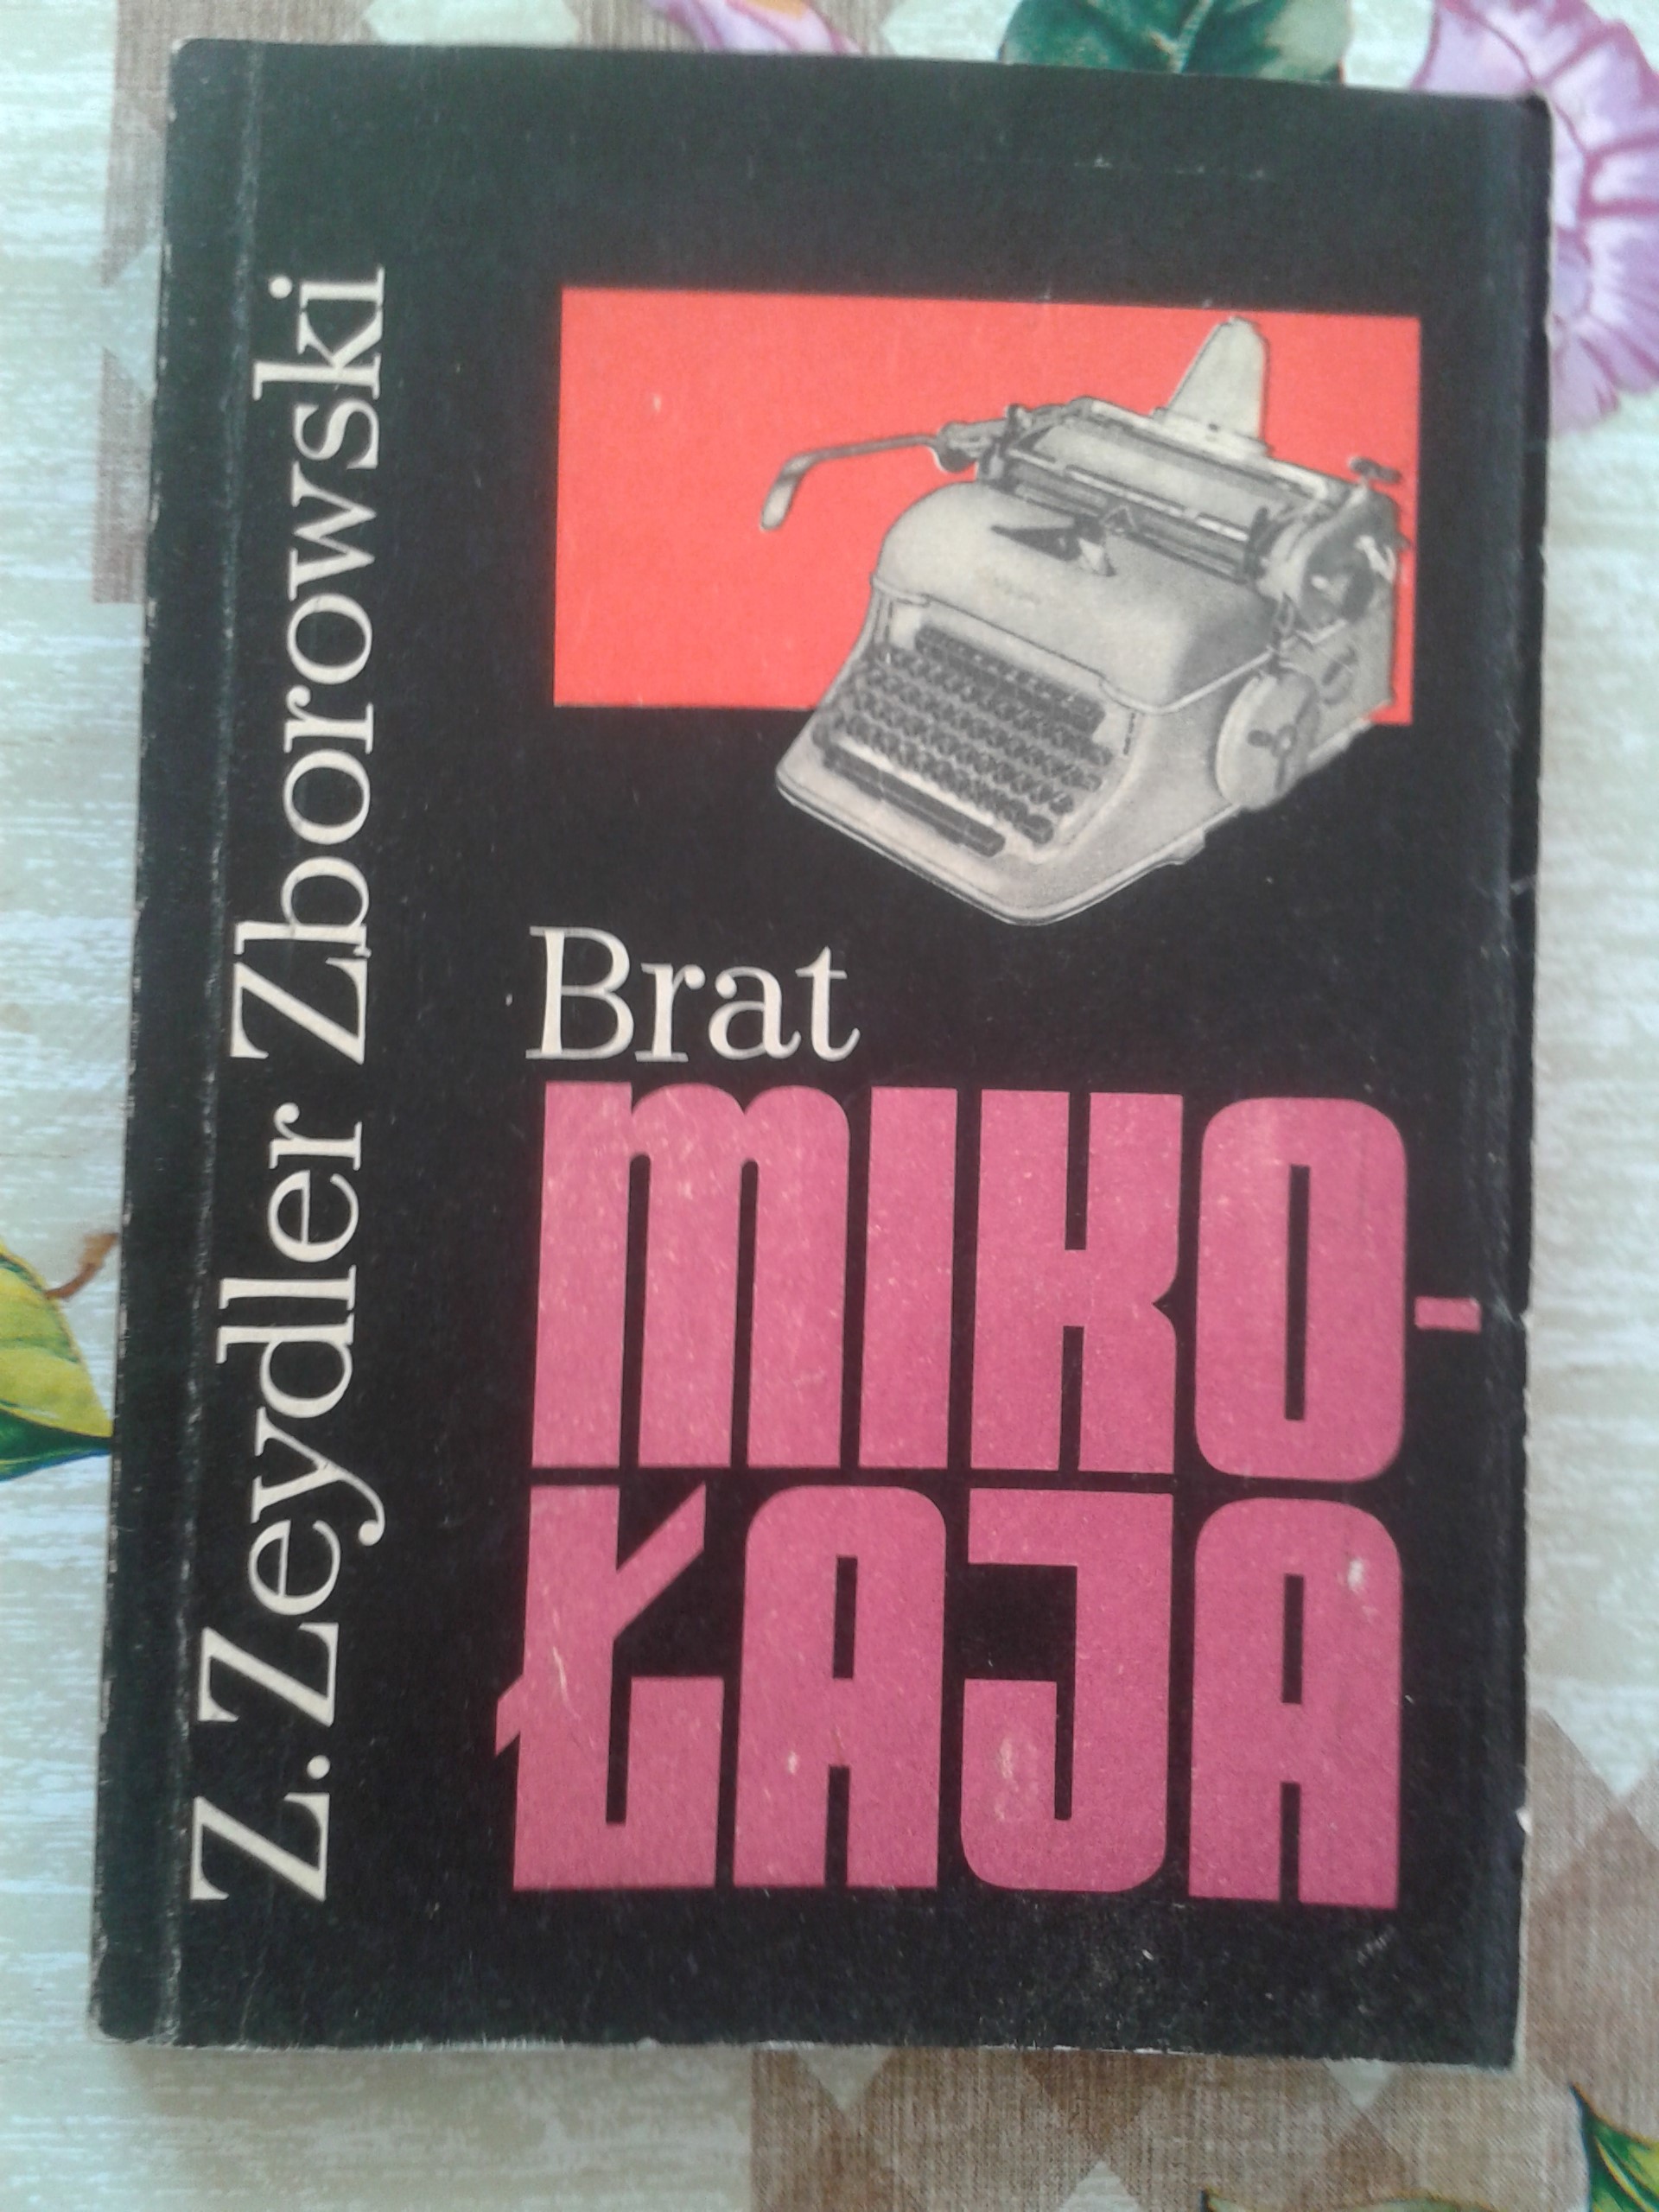 Z. Zeydler Zborowski
Brat
MIKO-
ŁAJA